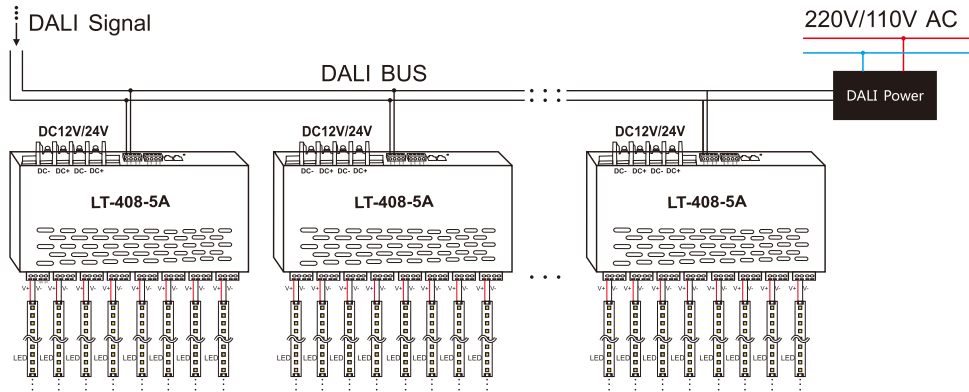 DALI Signal
220V/110V AC
DALI BUS
DALI Power
DC12V/24V DC12V/24V DC12V/24V
DC- DC+ DC- DC+ DC- DC+ DC- DC+ DC- DC+ DC- DC+
LT-408-5A LT-408-5A LT-408-5A
V+ V- V+ V- V+ V- V+ V- V+ V- V+ V- V+ V- V+ V- V+ V- V+ V- V+ V- V+ V- V+ V- V+ V- V+ V- V+ V- V+ V- V+ V- V+ V- V+ V- V+ V- V+ V- V+ V- V+ V-
LED LED LED LED LED LED LED LED LED LED LED LED LED LED LED LED LED LED LED LED LED LED LED LED